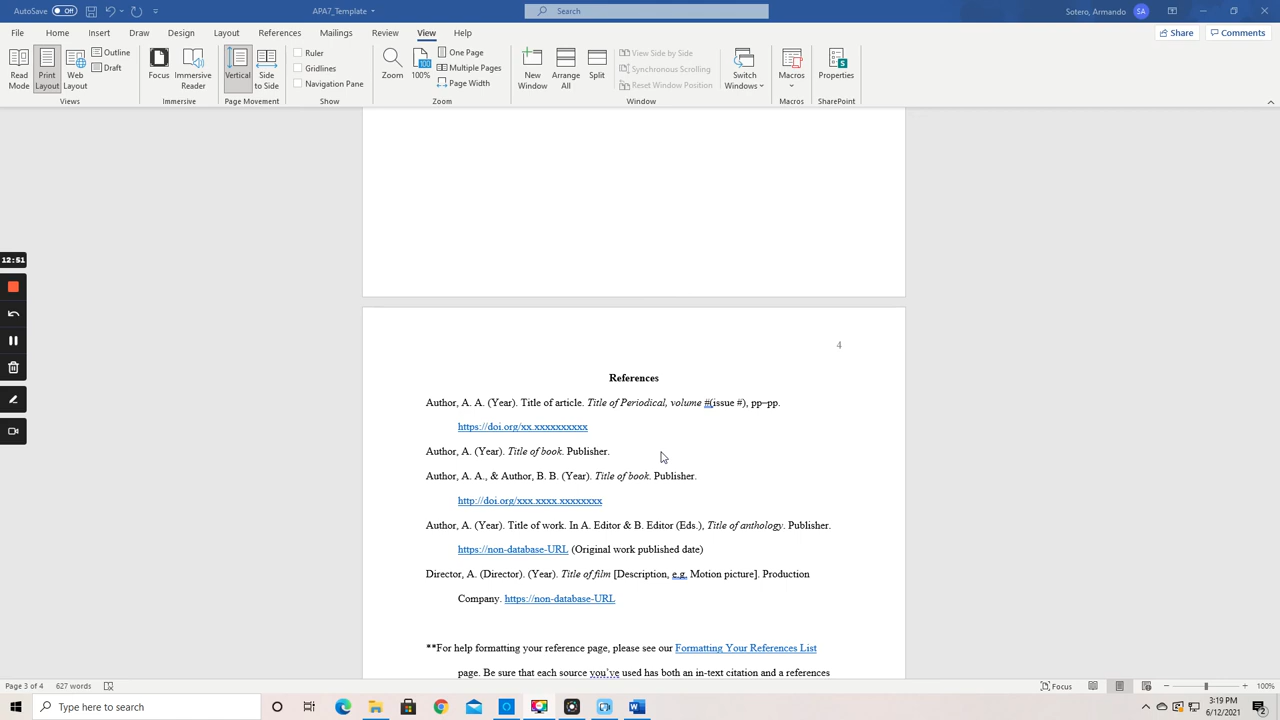 AutoSave Off APA7_Template Search Sotero, Armando SA
File Home Insert Draw Design Layout References Mailings Review View Help Share Comments
Read Mode
Print Layout
Web Layout
Outline
Draft
Views
Focus
Immersive Reader
Immersive
Vertical
Side to Side
Page Movement
Ruler
Gridlines
Navigation Pane
Show
Zoom
100%
One Page
Multiple Pages
Page Width
Zoom
New Window
Arrange All
Split
View Side by Side
Synchronous Scrolling
Reset Window Position
Switch Windows
Window
Macros
Macros
Properties
SharePoint
12:51
4
References
Author, A. A. (Year). Title of article. Title of Periodical, volume #(issue #), pp–pp.
https://doi.org/xx.xxxxxxxxxx
Author, A. (Year). Title of book. Publisher.
Author, A. A., & Author, B. B. (Year). Title of book. Publisher.
http://doi.org/xxx.xxxx.xxxxxxxx
Author, A. (Year). Title of work. In A. Editor & B. Editor (Eds.), Title of anthology. Publisher.
https://non-database-URL (Original work published date)
Director, A. (Director). (Year). Title of film [Description, e.g. Motion picture]. Production
Company. https://non-database-URL
**For help formatting your reference page, please see our Formatting Your References List
page. Be sure that each source you've used has both an in-text citation and a references
Page 3 of 4 627 words Focus 100%
Type here to search
3:19 PM
6/12/2021
2